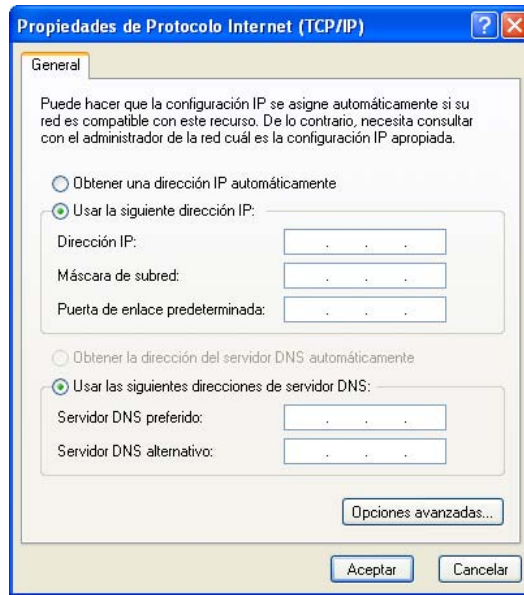 Propiedades de Protocolo Internet (TCP/IP)
General
Puede hacer que la configuración IP se asigne automáticamente si su
red es compatible con este recurso. De lo contrario, necesita consultar
con el administrador de la red cuál es la configuración IP apropiada.
Obtener una dirección IP automáticamente
Usar la siguiente dirección IP:
Dirección IP:
Máscara de subred:
Puerta de enlace predeterminada:
Obtener la dirección del servidor DNS automáticamente
Usar las siguientes direcciones de servidor DNS:
Servidor DNS preferido:
Servidor DNS alternativo:
Opciones avanzadas...
Aceptar
Cancelar